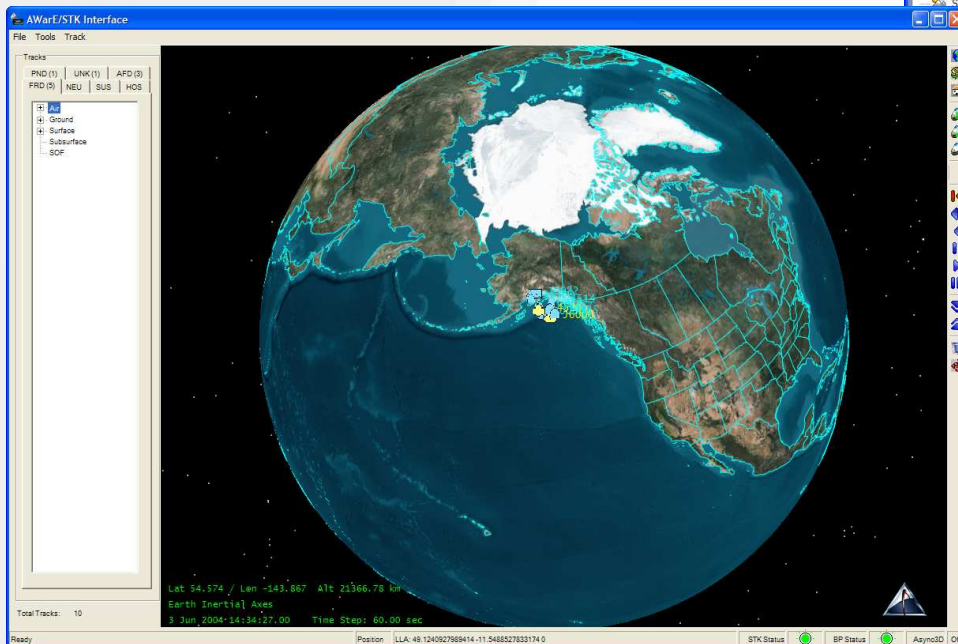 AWarE/STK Interface
File Tools Track
Tracks
PND (1) UNK (1) AFD (3)
FRD (5) NEU SUS HOS
Air
Ground
Surface
Subsurface
SOF
Lat 54.574 / Lon -143.867 Alt 21366.78 km
Earth Inertial Axes
3 Jun 2004 14:34:27.00 Time Step: 60.00 sec
Total Tracks: 10
Ready Position LLA: 49.1240927989414 -11.5488527833174 0 STK Status BP Status Async3D